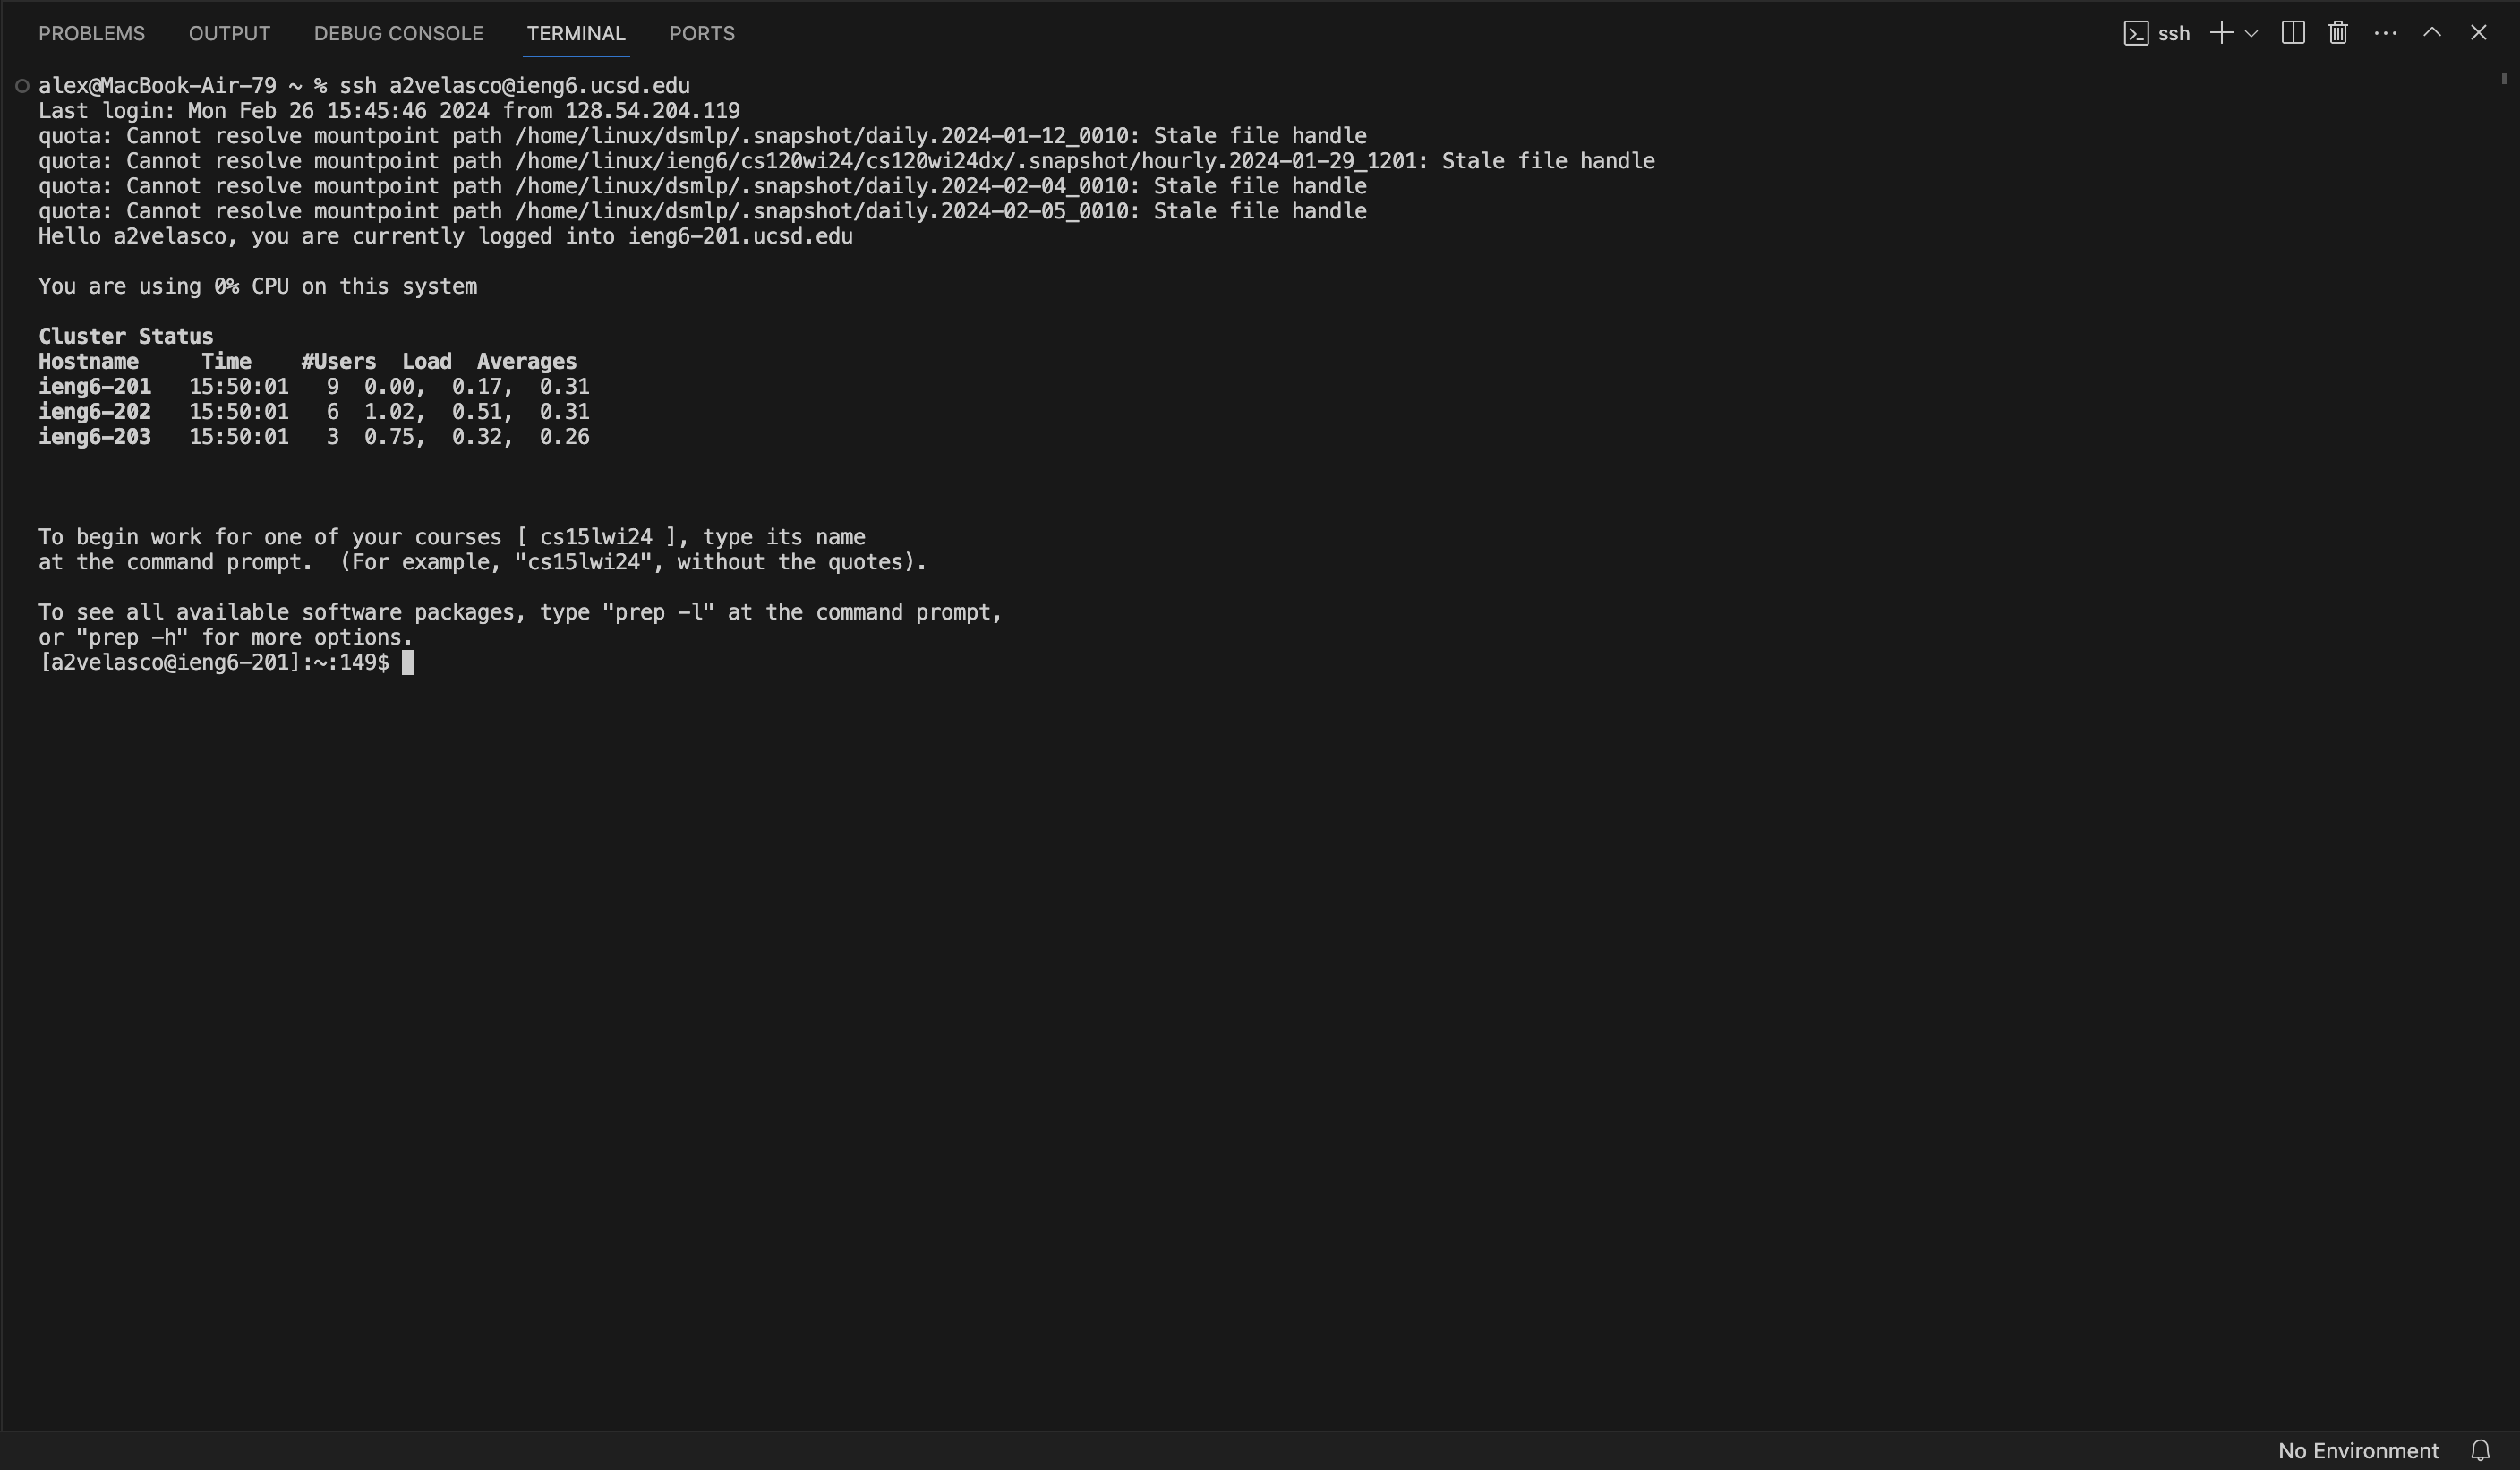 PROBLEMS OUTPUT DEBUG CONSOLE TERMINAL PORTS ssh
alex@MacBook-Air-79 ~ % ssh a2velasco@ieng6.ucsd.edu
Last login: Mon Feb 26 15:45:46 2024 from 128.54.204.119
quota: Cannot resolve mountpoint path /home/linux/dsmlp/.snapshot/daily.2024-01-12_0010: Stale file handle
quota: Cannot resolve mountpoint path /home/linux/ieng6/cs120wi24/cs120wi24dx/.snapshot/hourly.2024-01-29_1201: Stale file handle
quota: Cannot resolve mountpoint path /home/linux/dsmlp/.snapshot/daily.2024-02-04_0010: Stale file handle
quota: Cannot resolve mountpoint path /home/linux/dsmlp/.snapshot/daily.2024-02-05_0010: Stale file handle
Hello a2velasco, you are currently logged into ieng6-201.ucsd.edu
You are using 0% CPU on this system
Cluster Status
Hostname     Time    #Users  Load  Averages
ieng6-201   15:50:01   9  0.00,  0.17,  0.31
ieng6-202   15:50:01   6  1.02,  0.51,  0.31
ieng6-203   15:50:01   3  0.75,  0.32,  0.26
To begin work for one of your courses [ cs15lwi24 ], type its name
at the command prompt.  (For example, "cs15lwi24", without the quotes).
To see all available software packages, type "prep -l" at the command prompt,
or "prep -h" for more options.
[a2velasco@ieng6-201]:~:149$
No Environment